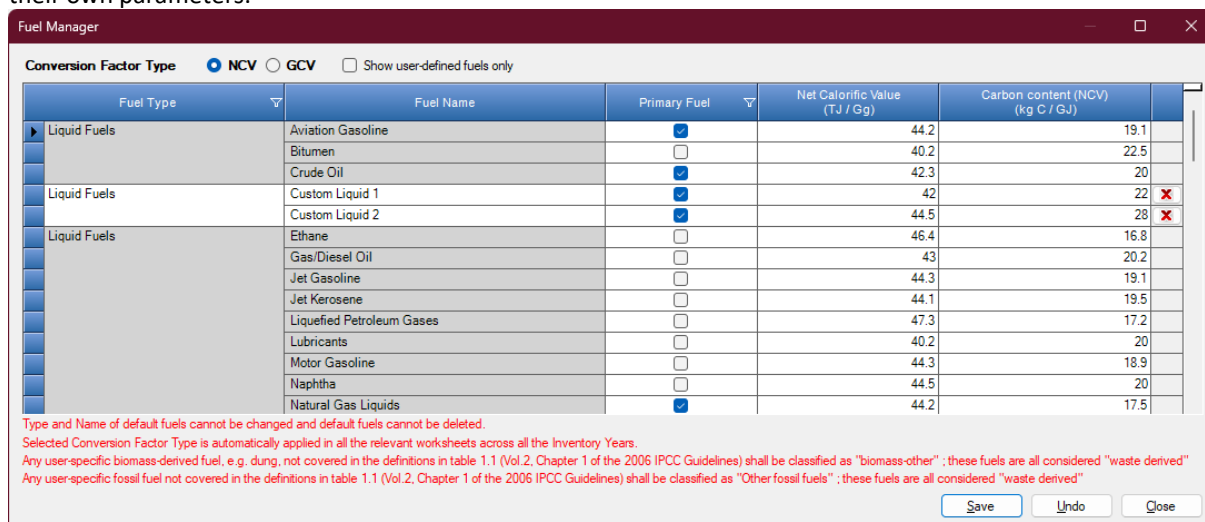 their own parameters.
Fuel Manager
Conversion Factor Type NCV GCV Show user-defined fuels only
Fuel Type Fuel Name Primary Fuel Net Calorific Value (TJ / Gg) Carbon content (NCV) (kg C / GJ)
Liquid Fuels Aviation Gasoline 44.2 19.1
Bitumen 40.2 22.5
Crude Oil 42.3 20
Liquid Fuels Custom Liquid 1 42 22
Custom Liquid 2 44.5 28
Liquid Fuels Ethane 46.4 16.8
Gas/Diesel Oil 43 20.2
Jet Gasoline 44.3 19.1
Jet Kerosene 44.1 19.5
Liquefied Petroleum Gases 47.3 17.2
Lubricants 40.2 20
Motor Gasoline 44.3 18.9
Naphtha 44.5 20
Natural Gas Liquids 44.2 17.5
Type and Name of default fuels cannot be changed and default fuels cannot be deleted.
Selected Conversion Factor Type is automatically applied in all the relevant worksheets across all the Inventory Years.
Any user-specific biomass-derived fuel, e.g. dung, not covered in the definitions in table 1.1 (Vol.2, Chapter 1 of the 2006 IPCC Guidelines) shall be classified as "biomass-other" ; these fuels are all considered "waste derived"
Any user-specific fossil fuel not covered in the definitions in table 1.1 (Vol.2, Chapter 1 of the 2006 IPCC Guidelines) shall be classified as "Other fossil fuels" ; these fuels are all considered "waste derived"
Save Undo Close